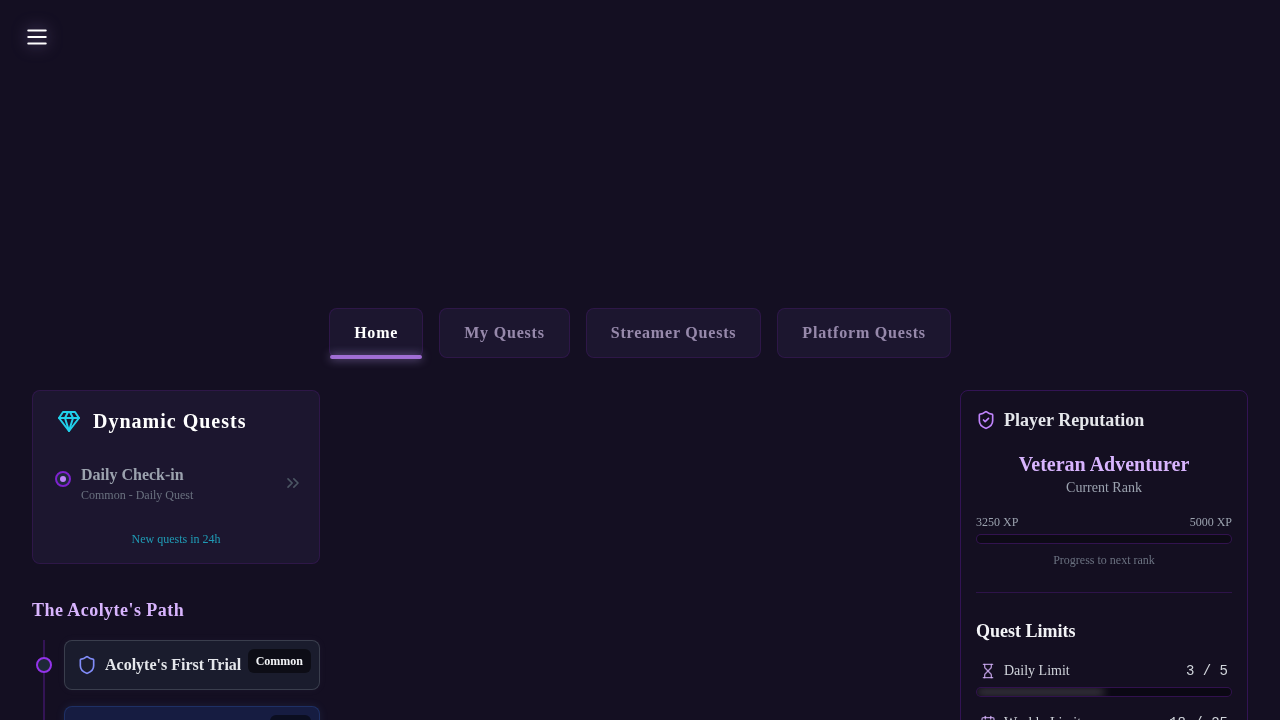 Home
My Quests
Streamer Quests
Platform Quests
Dynamic Quests
Daily Check-in
Common - Daily Quest
New quests in 24h
The Acolyte's Path
Acolyte's First Trial
Common
Player Reputation
Veteran Adventurer
Current Rank
3250 XP
5000 XP
Progress to next rank
Quest Limits
Daily Limit
3 / 5